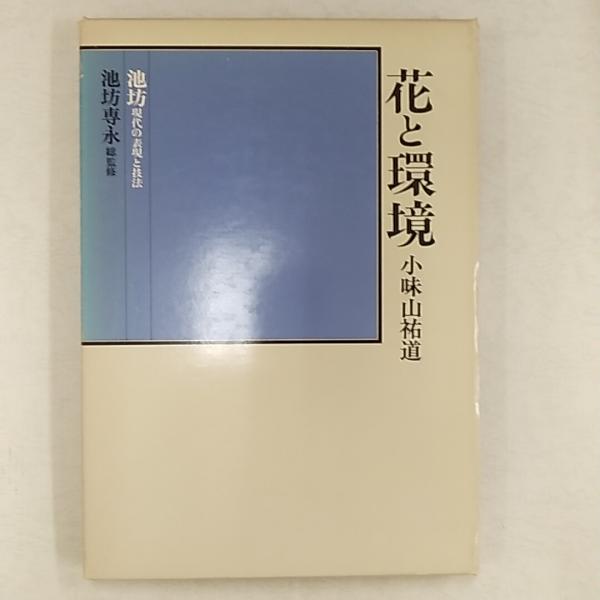 花と環境 小味山祐道
池坊 現代の表現と技法
池坊専永 総監修